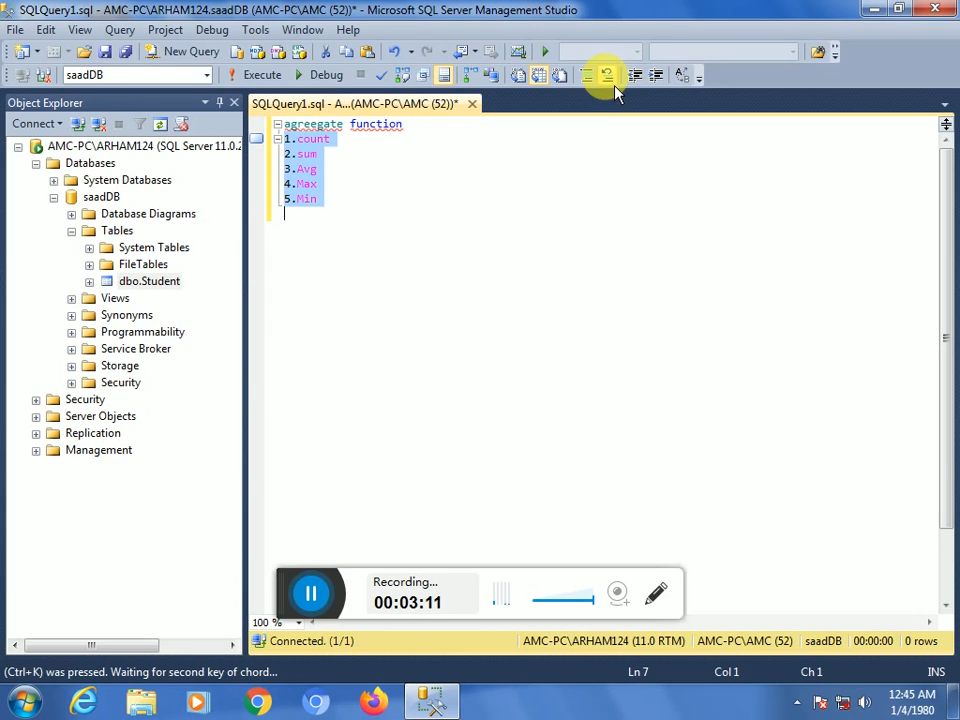 SQLQuery1.sql - AMC-PC\ARHAM124.saadDB (AMC-PC\AMC (52))* - Microsoft SQL Server Management Studio
File Edit View Query Project Debug Tools Window Help
New Query
saadDB Execute Debug
Object Explorer
SQLQuery1.sql - A...(AMC-PC\AMC (52))*
Connect
AMC-PC\ARHAM124 (SQL Server 11.0.2
Databases
System Databases
saadDB
Database Diagrams
Tables
System Tables
FileTables
dbo.Student
Views
Synonyms
Programmability
Service Broker
Storage
Security
Security
Server Objects
Replication
Management
agreegate function
1.count
2.sum
3.Avg
4.Max
5.Min
Recording...
00:03:11
100 %
Connected. (1/1) AMC-PC\ARHAM124 (11.0 RTM) AMC-PC\AMC (52) saadDB 00:00:00 0 rows
(Ctrl+K) was pressed. Waiting for second key of chord... Ln 7 Col 1 Ch 1 INS
12:45 AM
1/4/1980